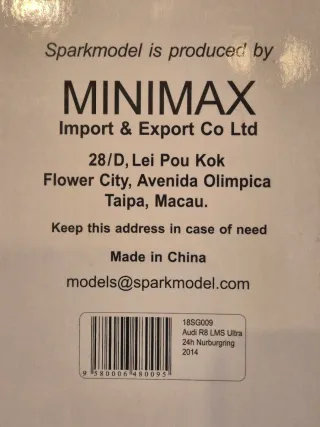 Sparkmodel is produced by
MINIMAX
Import & Export Co Ltd
28/D, Lei Pou Kok
Flower City, Avenida Olimpica
Taipa, Macau.
Keep this address in case of need
Made in China
models@sparkmodel.com
18SG009
Audi R8 LMS Ultra
24h Nurburgring
2014
9 580006 480095